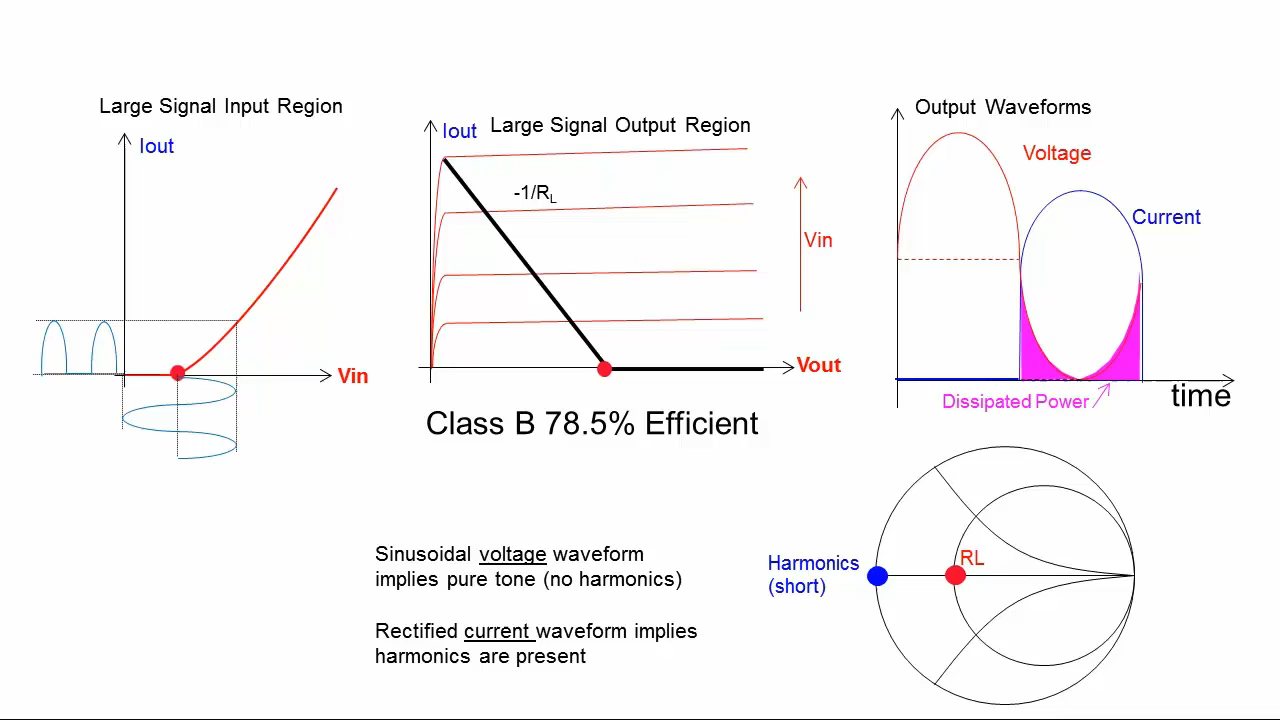 Large Signal Input Region
Iout
Vin
Large Signal Output Region
Iout
-1/RL
Vin
Vout
Class B 78.5% Efficient
Output Waveforms
Voltage
Current
Dissipated Power
time
Sinusoidal voltage waveform
implies pure tone (no harmonics)
Rectified current waveform implies
harmonics are present
Harmonics
(short)
RL